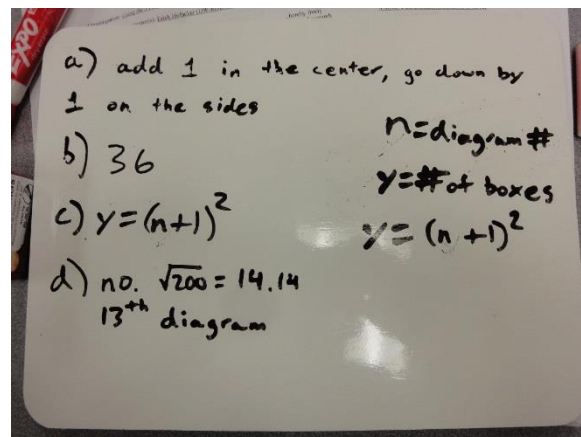 a) add 1 in the center, go down by
1 on the sides
b) 36
c) y=(n+1)²
d) no. √200 = 14.14
13th diagram
n=diagram #
y=# of boxes
y= (n+1)²